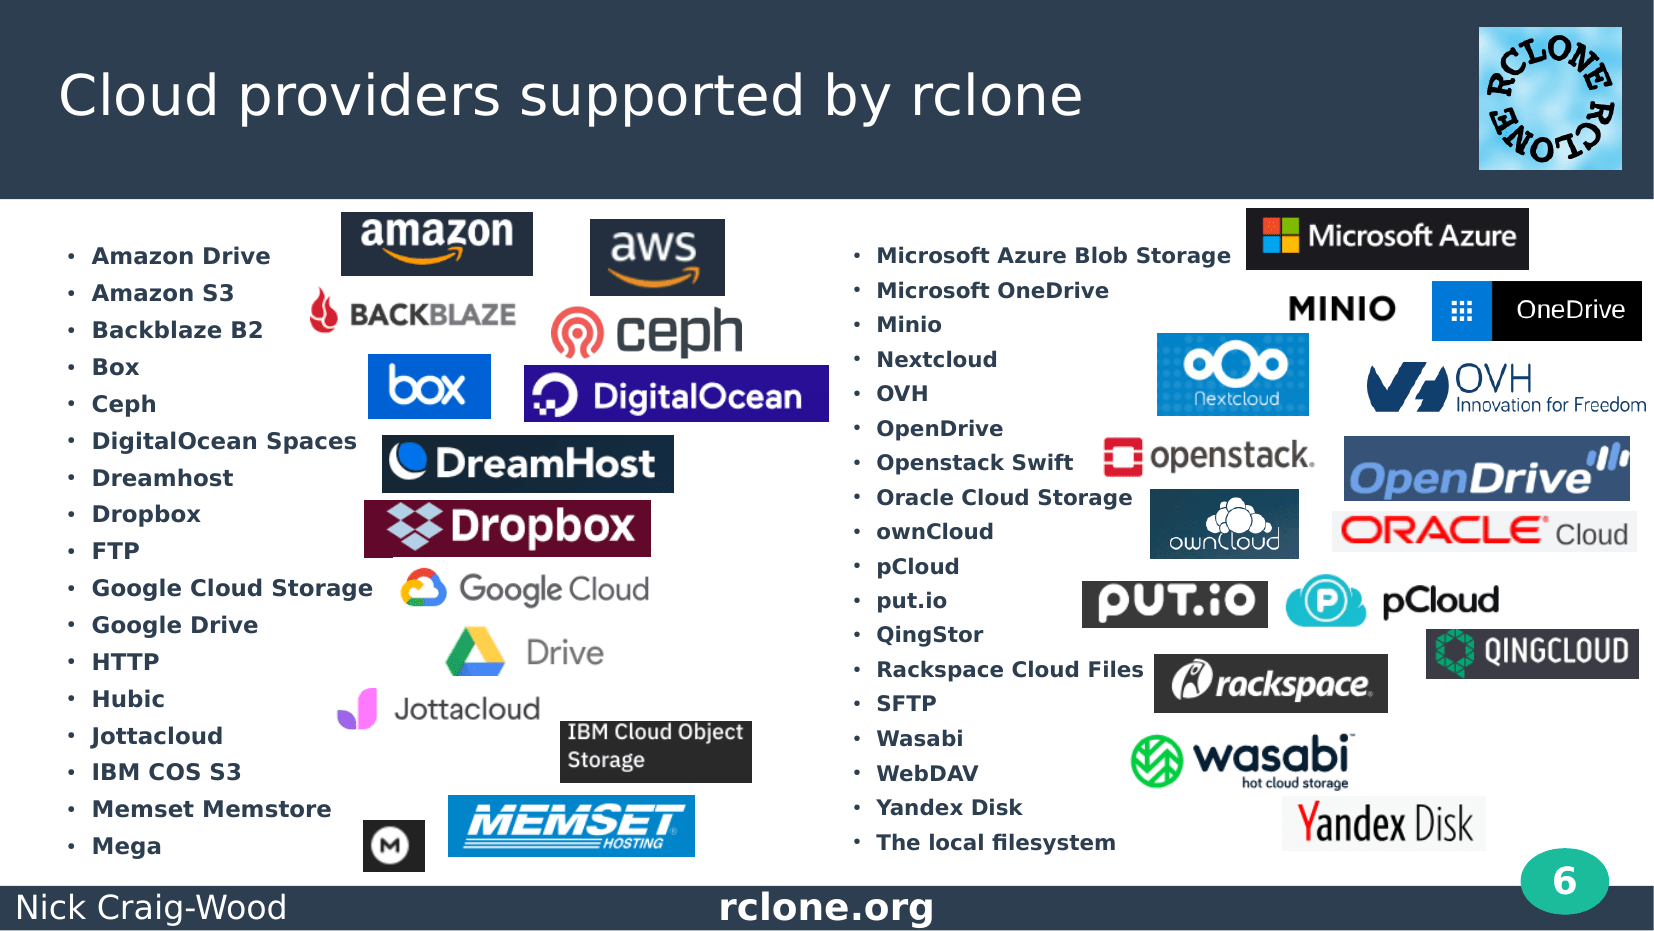 Cloud providers supported by rclone
RCLONE RCLONE
• Amazon Drive
• Amazon S3
• Backblaze B2
• Box
• Ceph
• DigitalOcean Spaces
• Dreamhost
• Dropbox
• FTP
• Google Cloud Storage
• Google Drive
• HTTP
• Hubic
• Jottacloud
• IBM COS S3
• Memset Memstore
• Mega
amazon
aws
BACKBLAZE
ceph
box
DigitalOcean
DreamHost
Dropbox
Google Cloud
Drive
Jottacloud
IBM Cloud Object
Storage
MEMSET
HOSTING
M
• Microsoft Azure Blob Storage
• Microsoft OneDrive
• Minio
• Nextcloud
• OVH
• OpenDrive
• Openstack Swift
• Oracle Cloud Storage
• ownCloud
• pCloud
• put.io
• QingStor
• Rackspace Cloud Files
• SFTP
• Wasabi
• WebDAV
• Yandex Disk
• The local filesystem
Microsoft Azure
MINIO
OneDrive
Nextcloud
OVH
Innovation for Freedom
openstack.
OpenDrive
ownCloud
ORACLE® Cloud
PUT.iO
P pCloud
QINGCLOUD
rackspace®
wasabi™
hot cloud storage
Yandex Disk
Nick Craig-Wood
rclone.org
6